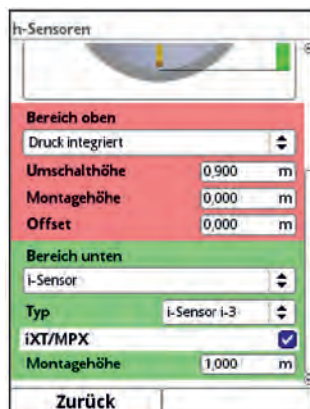 h-Sensoren
Bereich oben
Druck integriert
Umschalthöhe 0,900 m
Montagehöhe 0,000 m
Offset 0,000 m
Bereich unten
i-Sensor
Typ i-Sensor i-3
iXT/MPX
Montagehöhe 1,000 m
Zurück